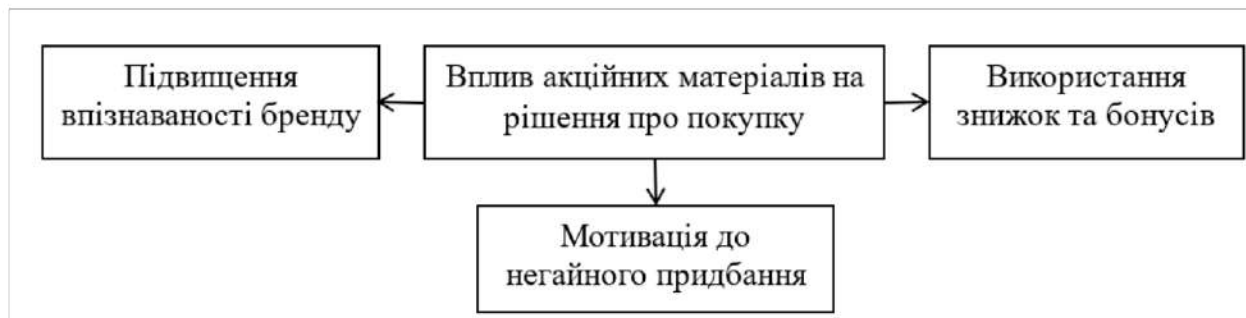 Підвищення
впізнаваності бренду
Вплив акційних матеріалів на
рішення про покупку
Використання
знижок та бонусів
Мотивація до
негайного придбання